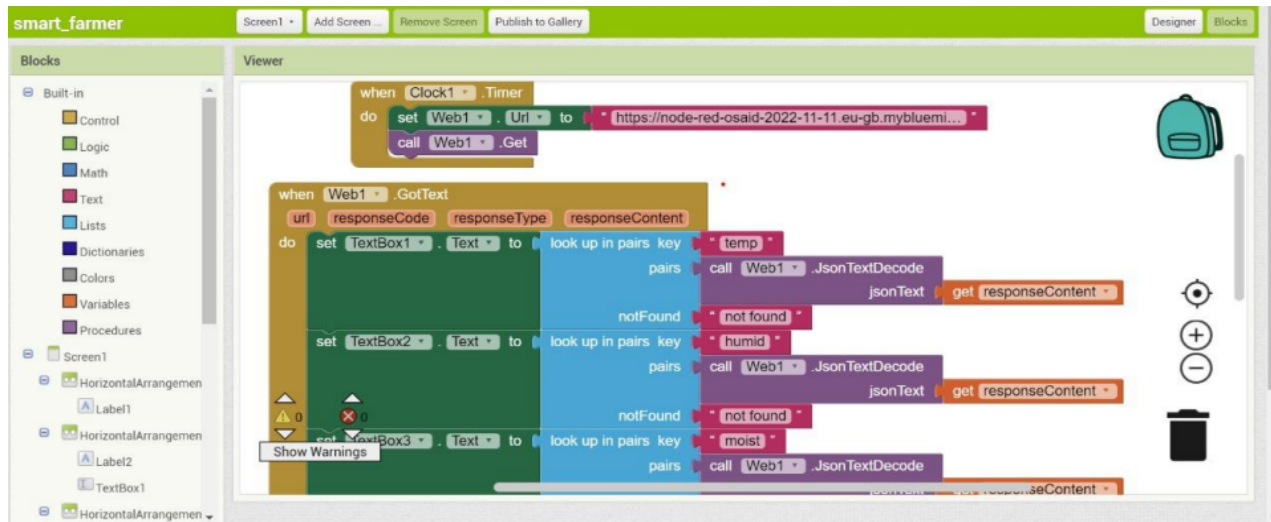 smart_farmer
Screen1
Add Screen ...
Remove Screen
Publish to Gallery
Designer
Blocks
Blocks
Built-in
Control
Logic
Math
Text
Lists
Dictionaries
Colors
Variables
Procedures
Screen1
HorizontalArrangemen
Label1
HorizontalArrangemen
Label2
TextBox1
HorizontalArrangemen
Viewer
when Clock1 .Timer
do set Web1 . Url to " https://node-red-osaid-2022-11-11.eu-gb.mybluemi... "
call Web1 .Get
when Web1 .GotText
url responseCode responseType responseContent
do set TextBox1 . Text to look up in pairs key " temp "
pairs call Web1 .JsonTextDecode
jsonText get responseContent
notFound " not found "
set TextBox2 . Text to look up in pairs key " humid "
pairs call Web1 .JsonTextDecode
jsonText get responseContent
notFound " not found "
set TextBox3 . Text to look up in pairs key " moist "
pairs call Web1 .JsonTextDecode
get responseContent
0 0
Show Warnings